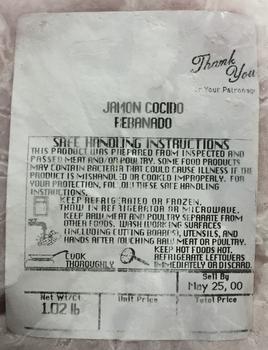 Thank
You
r Your Patronage
JAMON COCIDO
REBANADO
SAFE HANDLING INSTRUCTIONS
THIS PRODUCT WAS PREPARED FROM INSPECTED AND
PASSED MEAT AND/OR POULTRY. SOME FOOD PRODUCTS
MAY CONTAIN BACTERIA THAT COULD CAUSE ILLNESS IF THE
PRODUCT IS MISHANDLED OR COOKED IMPROPERLY. FOR
YOUR PROTECTION, FOLLOW THESE SAFE HANDLING
INSTRUCTIONS.
KEEP REFRIGERATED OR FROZEN.
THOW IN REFRIGERATOR OR MICROWAVE.
KEEP RAW MEAT AND POULTRY SEPARATE FROM
OTHER FOODS. WASH WORKING SURFACES
(INCLUDING CUTTING BOARDS), UTENSILS, AND
HANDS AFTER TOUCHING RAW MEAT OR POULTRY.
KEEP HOT FOODS HOT.
COOK REFRIGERATE LEFTOVERS
THOROUGHLY IMMEDIATELY OR DISCARD.
Sell By
May 25, 00
Net Wt/Ct Unit Price Total Price
1.02 lb